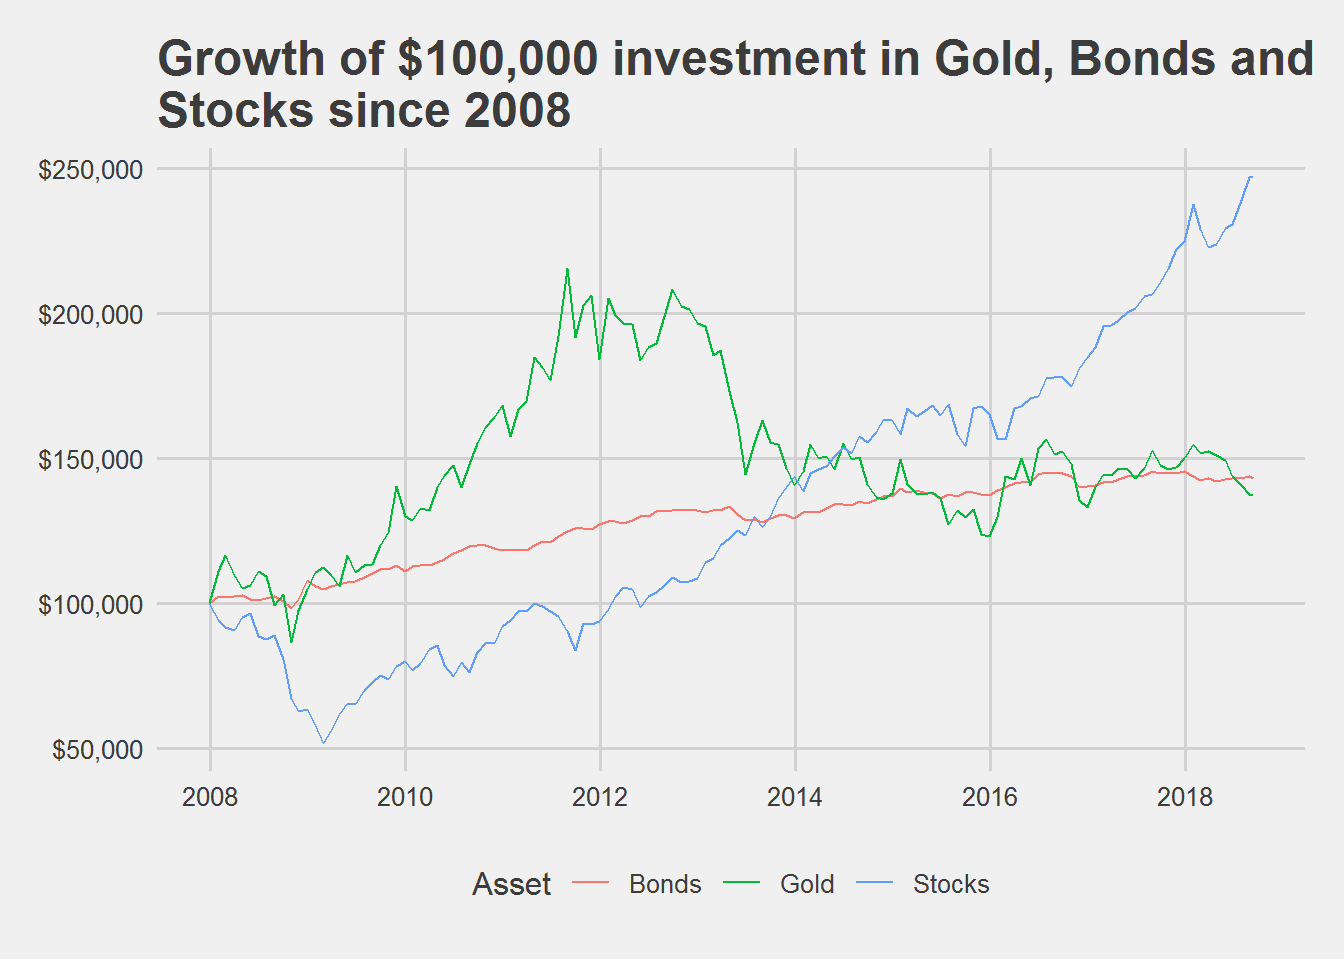 Growth of $100,000 investment in Gold, Bonds and
Stocks since 2008
$250,000
$200,000
$150,000
$100,000
$50,000
2008 2010 2012 2014 2016 2018
Asset Bonds Gold Stocks